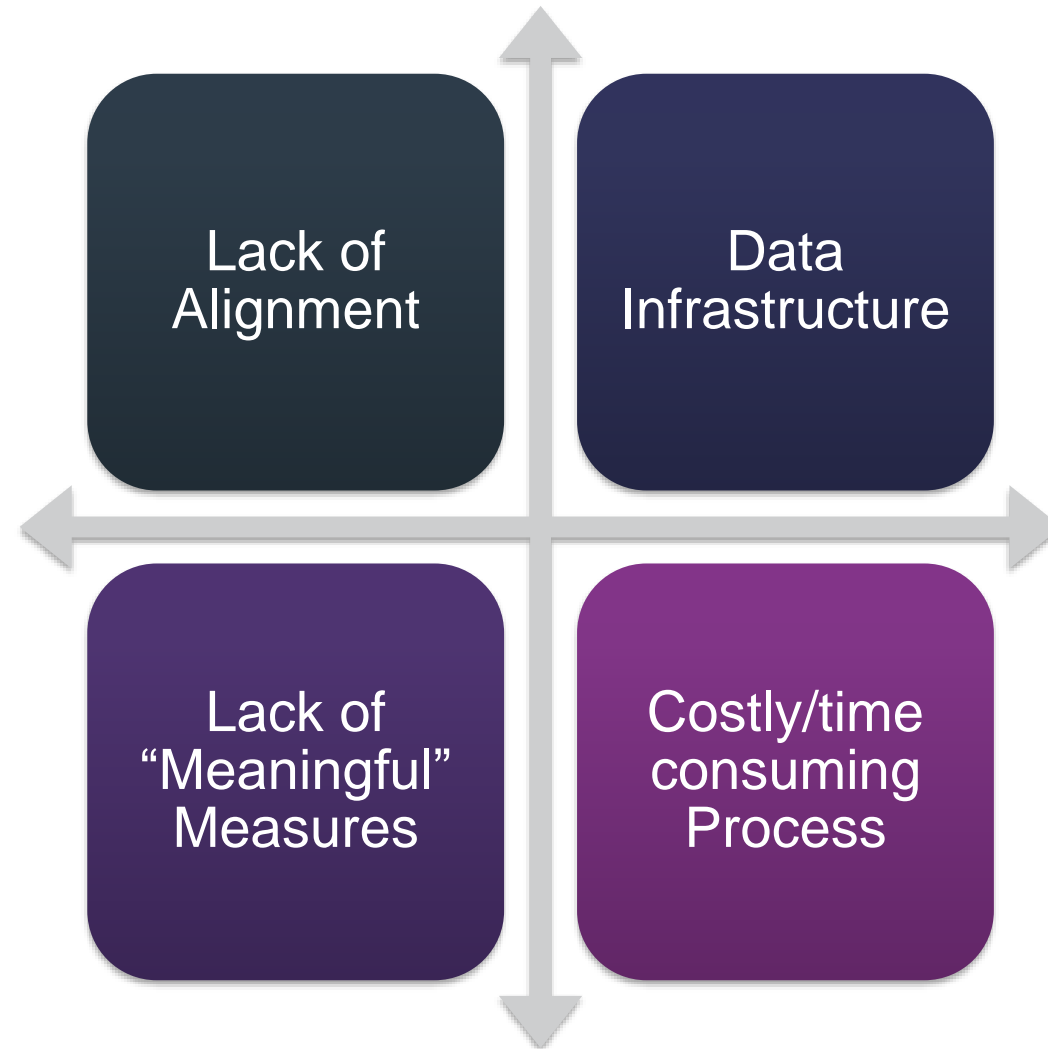 Lack of
Alignment
Data
Infrastructure
Lack of
“Meaningful”
Measures
Costly/time
consuming
Process